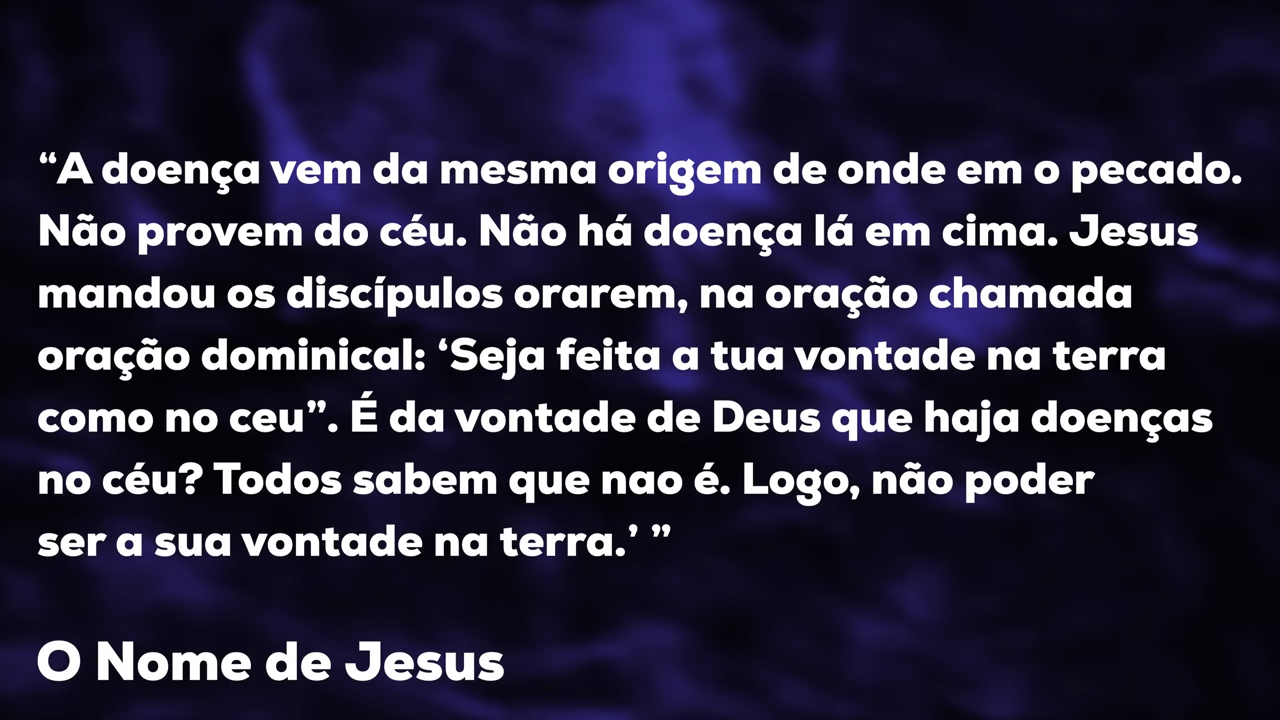 “A doença vem da mesma origem de onde em o pecado.
Não provem do céu. Não há doença lá em cima. Jesus
mandou os discípulos orarem, na oração chamada
oração dominical: ‘Seja feita a tua vontade na terra
como no ceu”. É da vontade de Deus que haja doenças
no céu? Todos sabem que nao é. Logo, não poder
ser a sua vontade na terra.’ ”
O Nome de Jesus